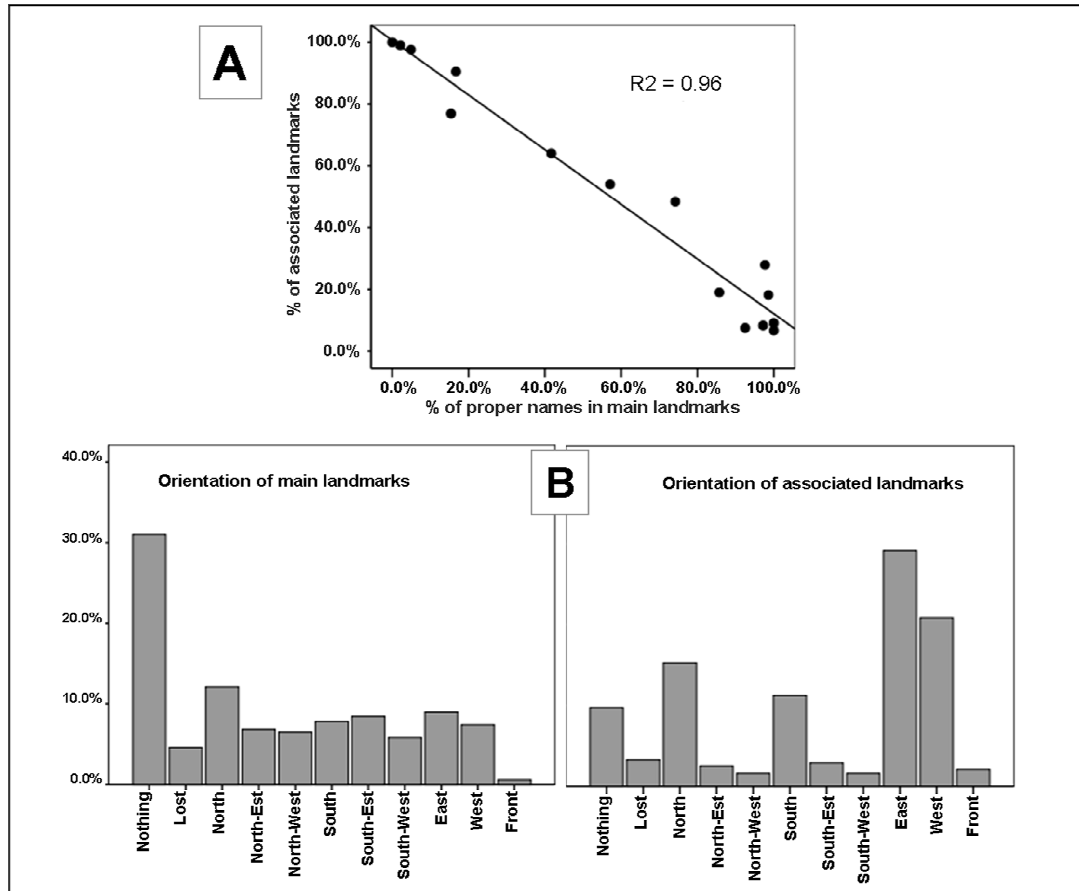 A
R2 = 0.96
100.0%
80.0%
60.0%
40.0%
20.0%
0.0%
% of associated landmarks
0.0% 20.0% 40.0% 60.0% 80.0% 100.0%
% of proper names in main landmarks
B
Orientation of main landmarks
40.0%
30.0%
20.0%
10.0%
0.0%
Nothing
Lost
North
North-Est
North-West
South
South-Est
South-West
East
West
Front
Orientation of associated landmarks
Nothing
Lost
North
North-Est
North-West
South
South-Est
South-West
East
West
Front